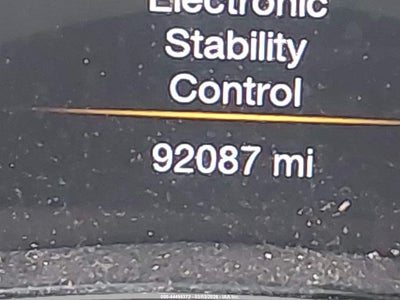 Electronic
Stability
Control
92087 mi